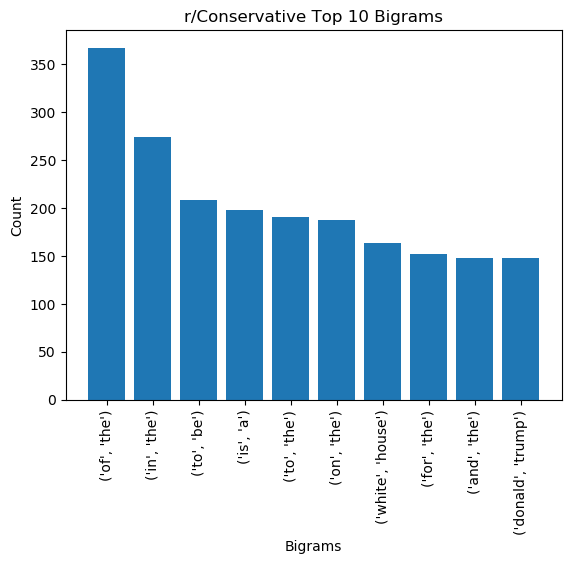 r/Conservative Top 10 Bigrams
Count
350
300
250
200
150
100
50
0
('of', 'the')
('in', 'the')
('to', 'be')
('is', 'a')
('to', 'the')
('on', 'the')
('white', 'house')
('for', 'the')
('and', 'the')
('donald', 'trump')
Bigrams